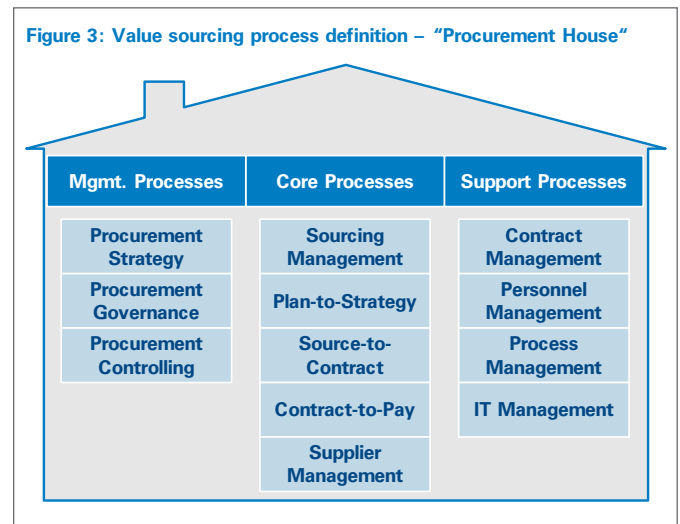 Figure 3: Value sourcing process definition – “Procurement House“
Mgmt. Processes
Core Processes
Support Processes
Procurement
Strategy
Procurement
Governance
Procurement
Controlling
Sourcing
Management
Plan-to-Strategy
Source-to-
Contract
Contract-to-Pay
Supplier
Management
Contract
Management
Personnel
Management
Process
Management
IT Management